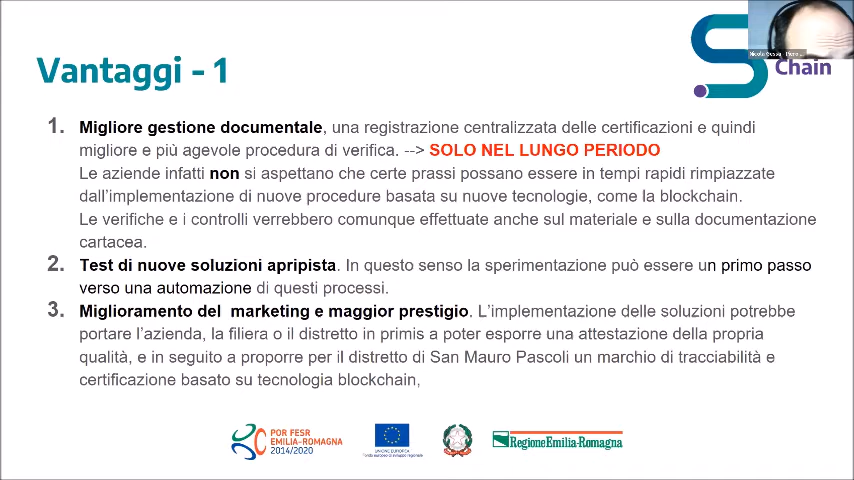 Vantaggi - 1
Chain
1. Migliore gestione documentale, una registrazione centralizzata delle certificazioni e quindi
migliore e più agevole procedura di verifica. --> SOLO NEL LUNGO PERIODO
Le aziende infatti non si aspettano che certe prassi possano essere in tempi rapidi rimpiazzate
dall'implementazione di nuove procedure basata su nuove tecnologie, come la blockchain.
Le verifiche e i controlli verrebbero comunque effettuate anche sul materiale e sulla documentazione
cartacea.
2. Test di nuove soluzioni apripista. In questo senso la sperimentazione può essere un primo passo
verso una automazione di questi processi.
3. Miglioramento del  marketing e maggior prestigio. L'implementazione delle soluzioni potrebbe
portare l'azienda, la filiera o il distretto in primis a poter esporre una attestazione della propria
qualità, e in seguito a proporre per il distretto di San Mauro Pascoli un marchio di tracciabilità e
certificazione basato su tecnologia blockchain,
POR FESR
EMILIA-ROMAGNA
2014/2020
UNIONE EUROPEA
Fondo europeo di sviluppo regionale
RegioneEmilia-Romagna